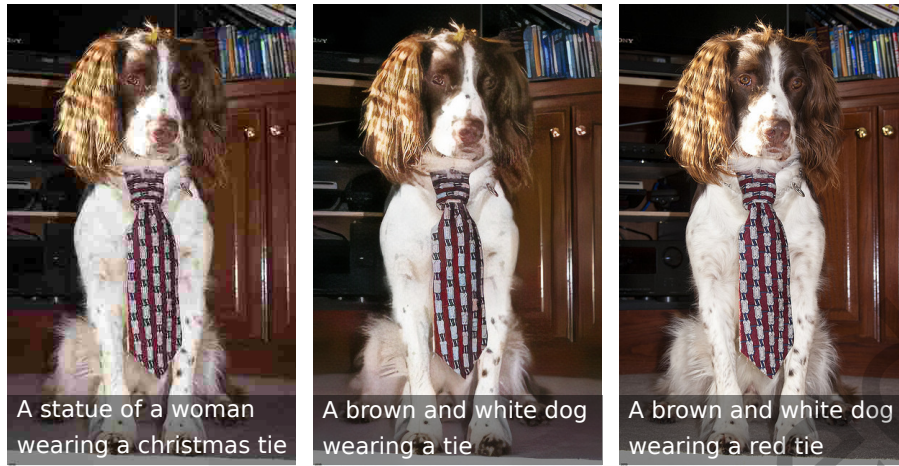 A statue of a woman
wearing a christmas tie
A brown and white dog
wearing a tie
A brown and white dog
wearing a red tie